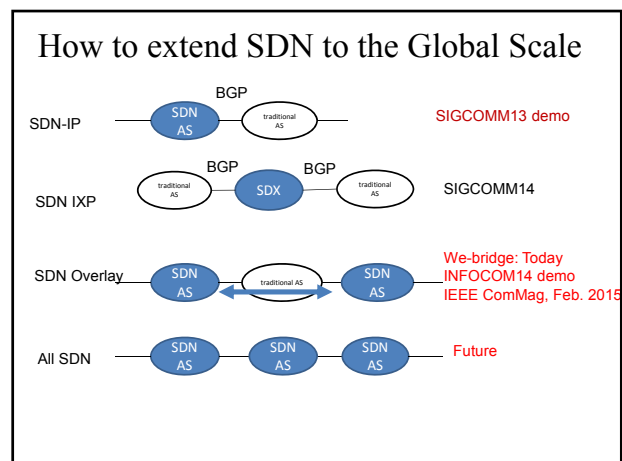 How to extend SDN to the Global Scale
BGP
SDN-IP
SDN
AS
traditional
AS
SIGCOMM13 demo
BGP
BGP
SDN IXP
traditional
AS
SDX
traditional
AS
SIGCOMM14
SDN Overlay
SDN
AS
traditional AS
SDN
AS
We-bridge: Today
INFOCOM14 demo
IEEE ComMag, Feb. 2015
All SDN
SDN
AS
SDN
AS
SDN
AS
Future